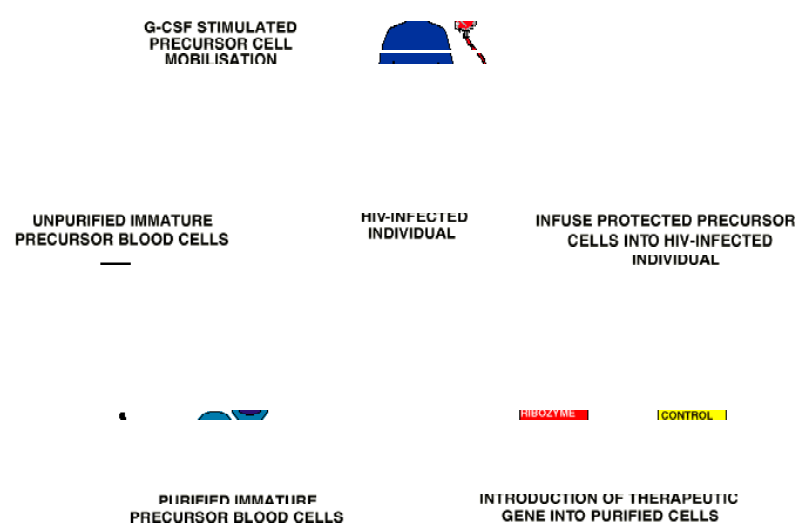 G-CSF STIMULATED
PRECURSOR CELL
MOBILISATION
UNPURIFIED IMMATURE
PRECURSOR BLOOD CELLS
HIV-INFECTED
INDIVIDUAL
INFUSE PROTECTED PRECURSOR
CELLS INTO HIV-INFECTED
INDIVIDUAL
RIBOZYME
CONTROL
PURIFIED IMMATURE
PRECURSOR BLOOD CELLS
INTRODUCTION OF THERAPEUTIC
GENE INTO PURIFIED CELLS